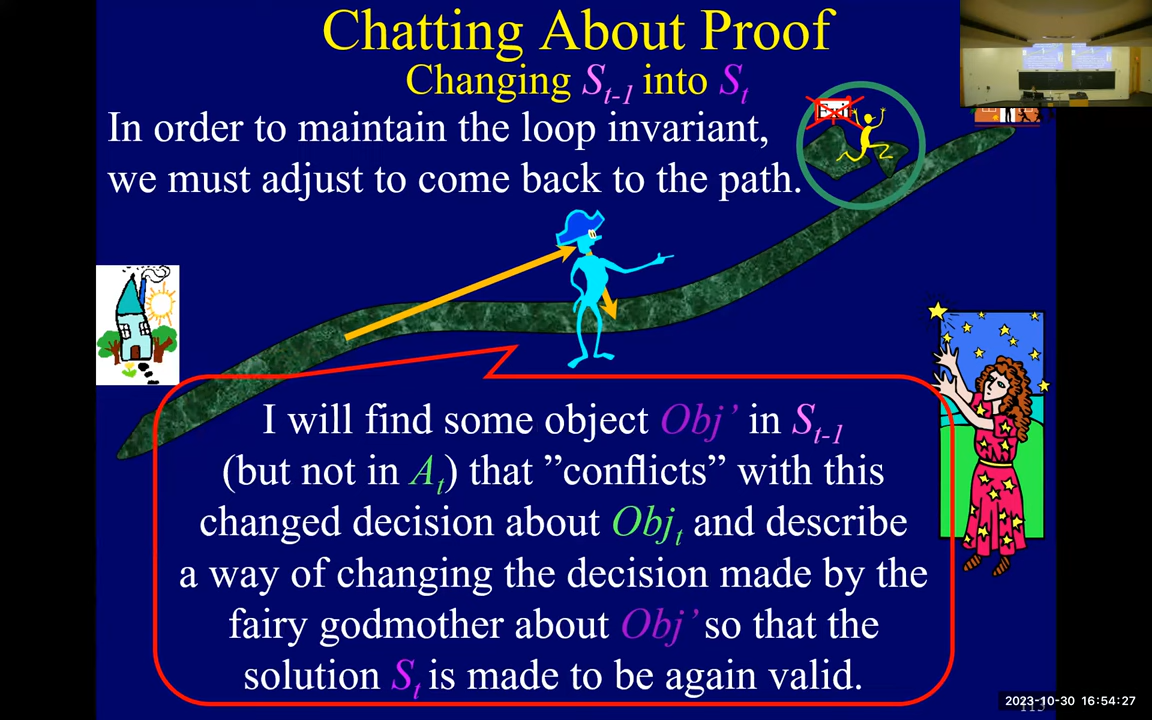 Chatting About Proof
Changing St-1 into St
In order to maintain the loop invariant,
we must adjust to come back to the path.
Exit
I will find some object Obj’ in St-1
(but not in At) that ”conflicts” with this
changed decision about Objt and describe
a way of changing the decision made by the
fairy godmother about Obj’ so that the
solution St is made to be again valid.
2023-10-30 16:54:27